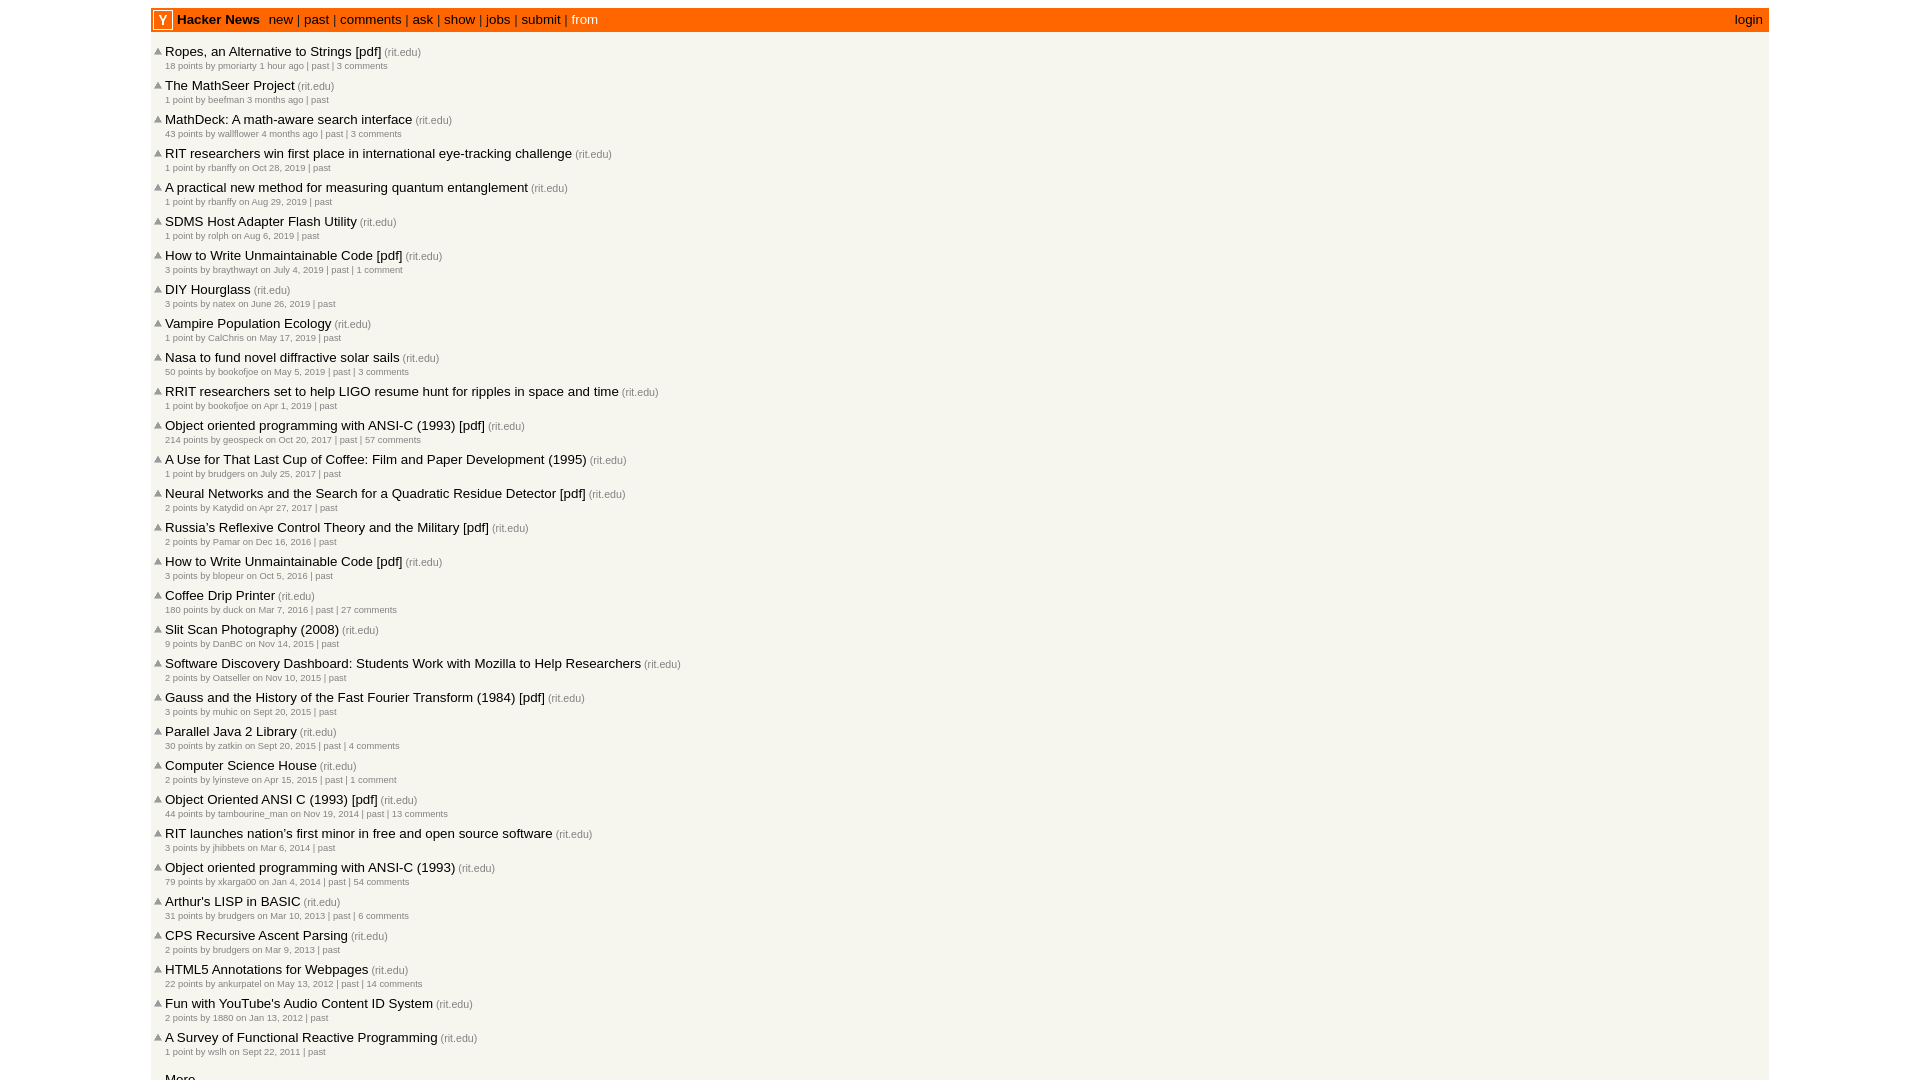 Y Hacker News new | past | comments | ask | show | jobs | submit | from login
Ropes, an Alternative to Strings [pdf] (rit.edu)
18 points by pmoriarty 1 hour ago | past | 3 comments
The MathSeer Project (rit.edu)
1 point by beefman 3 months ago | past
MathDeck: A math-aware search interface (rit.edu)
43 points by wallflower 4 months ago | past | 3 comments
RIT researchers win first place in international eye-tracking challenge (rit.edu)
1 point by rbanffy on Oct 28, 2019 | past
A practical new method for measuring quantum entanglement (rit.edu)
1 point by rbanffy on Aug 29, 2019 | past
SDMS Host Adapter Flash Utility (rit.edu)
1 point by rolph on Aug 6, 2019 | past
How to Write Unmaintainable Code [pdf] (rit.edu)
3 points by braythwayt on July 4, 2019 | past | 1 comment
DIY Hourglass (rit.edu)
3 points by natex on June 26, 2019 | past
Vampire Population Ecology (rit.edu)
1 point by CalChris on May 17, 2019 | past
Nasa to fund novel diffractive solar sails (rit.edu)
50 points by bookofjoe on May 5, 2019 | past | 3 comments
RRIT researchers set to help LIGO resume hunt for ripples in space and time (rit.edu)
1 point by bookofjoe on Apr 1, 2019 | past
Object oriented programming with ANSI-C (1993) [pdf] (rit.edu)
214 points by geospeck on Oct 20, 2017 | past | 57 comments
A Use for That Last Cup of Coffee: Film and Paper Development (1995) (rit.edu)
1 point by brudgers on July 25, 2017 | past
Neural Networks and the Search for a Quadratic Residue Detector [pdf] (rit.edu)
2 points by Katydid on Apr 27, 2017 | past
Russia’s Reflexive Control Theory and the Military [pdf] (rit.edu)
2 points by Pamar on Dec 16, 2016 | past
How to Write Unmaintainable Code [pdf] (rit.edu)
3 points by blopeur on Oct 5, 2016 | past
Coffee Drip Printer (rit.edu)
180 points by duck on Mar 7, 2016 | past | 27 comments
Slit Scan Photography (2008) (rit.edu)
9 points by DanBC on Nov 14, 2015 | past
Software Discovery Dashboard: Students Work with Mozilla to Help Researchers (rit.edu)
2 points by Oatseller on Nov 10, 2015 | past
Gauss and the History of the Fast Fourier Transform (1984) [pdf] (rit.edu)
3 points by muhic on Sept 20, 2015 | past
Parallel Java 2 Library (rit.edu)
30 points by zatkin on Sept 20, 2015 | past | 4 comments
Computer Science House (rit.edu)
2 points by lyinsteve on Apr 15, 2015 | past | 1 comment
Object Oriented ANSI C (1993) [pdf] (rit.edu)
44 points by tambourine_man on Nov 19, 2014 | past | 13 comments
RIT launches nation’s first minor in free and open source software (rit.edu)
3 points by jhibbets on Mar 6, 2014 | past
Object oriented programming with ANSI-C (1993) (rit.edu)
79 points by xkarga00 on Jan 4, 2014 | past | 54 comments
Arthur's LISP in BASIC (rit.edu)
31 points by brudgers on Mar 10, 2013 | past | 6 comments
CPS Recursive Ascent Parsing (rit.edu)
2 points by brudgers on Mar 9, 2013 | past
HTML5 Annotations for Webpages (rit.edu)
22 points by ankurpatel on May 13, 2012 | past | 14 comments
Fun with YouTube's Audio Content ID System (rit.edu)
2 points by 1880 on Jan 13, 2012 | past
A Survey of Functional Reactive Programming (rit.edu)
1 point by wslh on Sept 22, 2011 | past
More